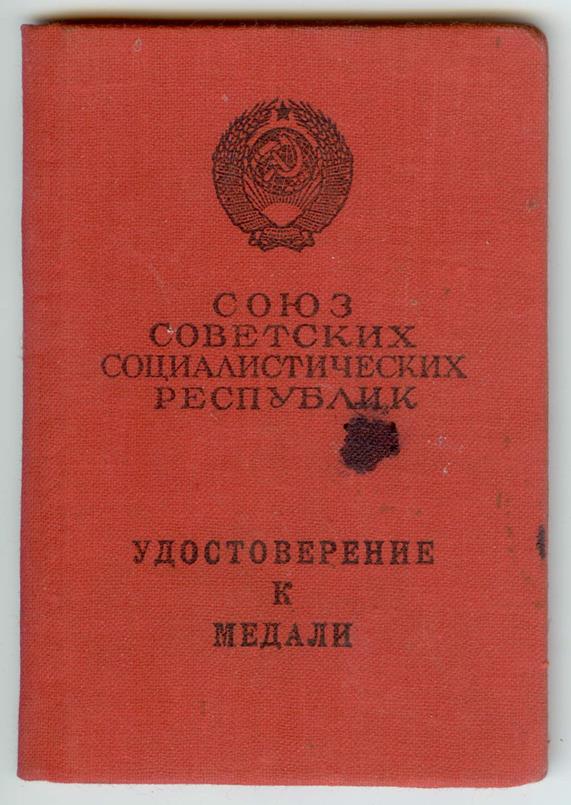 СОЮЗ
СОВЕТСКИХ
СОЦИАЛИСТИЧЕСКИХ
РЕСПУБЛИК
УДОСТОВЕРЕНИЕ
К
МЕДАЛИ